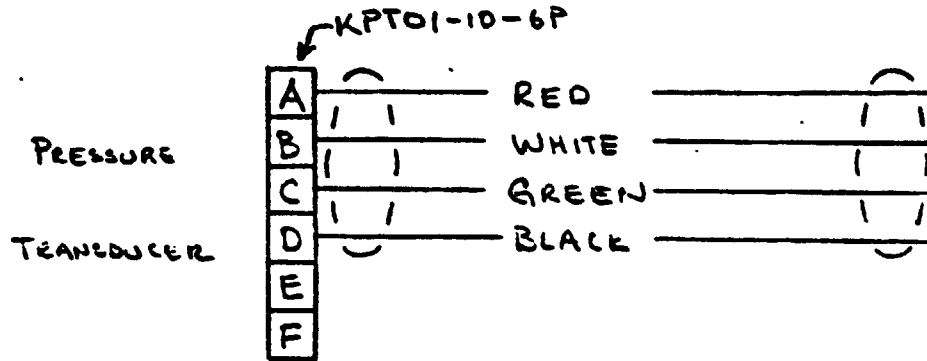 KPT01-10-6P
A RED
B WHITE
PRESSURE
C GREEN
D BLACK
TRANSDUCER
E
F